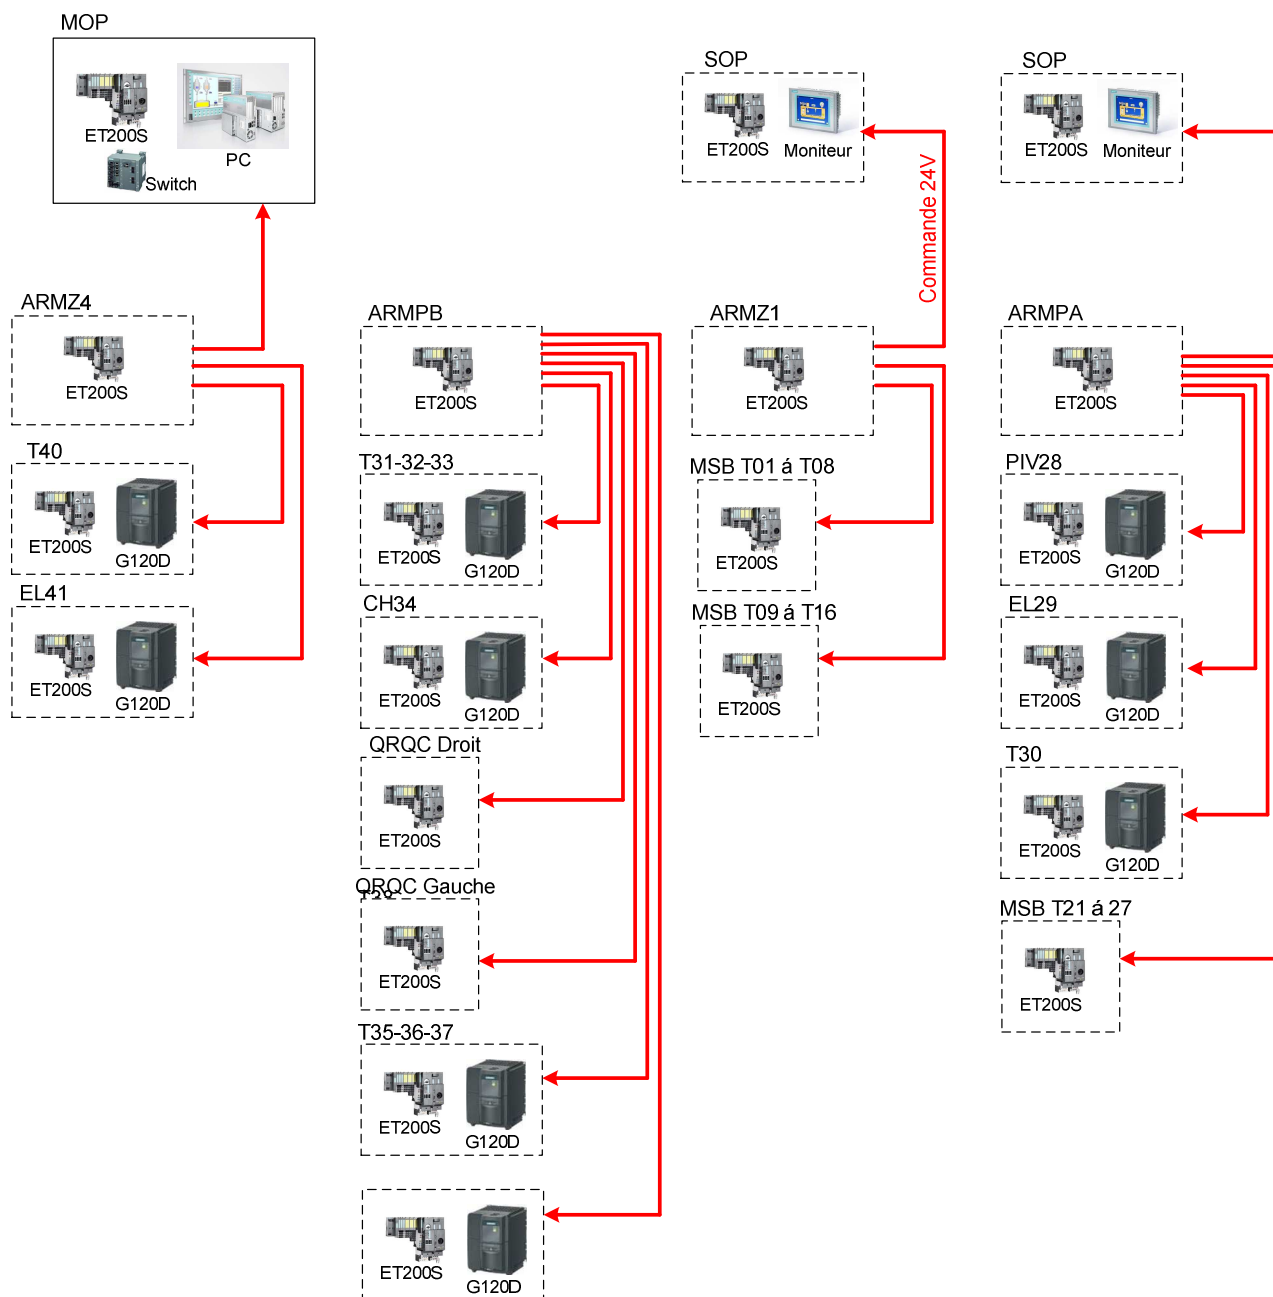 MOP
ET200S
PC
Switch
SOP
ET200S
Moniteur
SOP
ET200S
Moniteur
Commande 24V
ARMZ4
ET200S
T40
ET200S
G120D
EL41
ET200S
G120D
ARMPB
ET200S
T31-32-33
ET200S
G120D
CH34
ET200S
G120D
QRQC Droit
ET200S
QRQC Gauche
ET200S
T35-36-37
ET200S
G120D
ET200S
G120D
ARMZ1
ET200S
MSB T01 á T08
ET200S
MSB T09 á T16
ET200S
ARMPA
ET200S
PIV28
ET200S
G120D
EL29
ET200S
G120D
T30
ET200S
G120D
MSB T21 á 27
ET200S